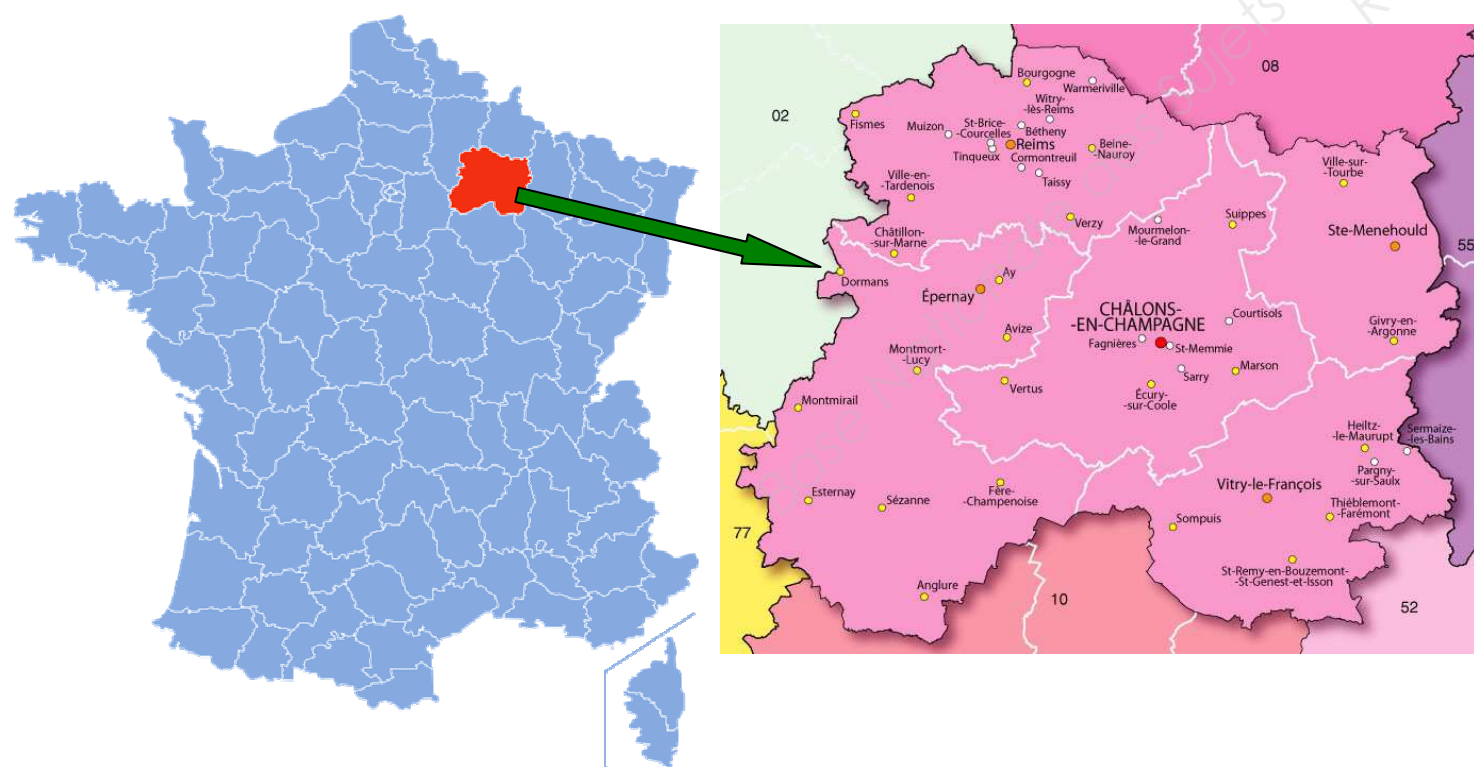 Sujets
08
Bourgogne
Warmeriville
02
Witry-
-lès-Reims
Fismes
Muizon
St-Brice-
-Courcelles
Bétheny
Reims
Beine-
-Nauroy
Tinqueux
Cormontreuil
Taissy
Ville-en-
-Tardenois
Ville-sur-
-Tourbe
Verzy
Mourmelon-
-le-Grand
Suippes
Ste-Menehould
55
Châtillon-
-sur-Marne
Dormans
Ay
Épernay
CHÂLONS-
-EN-CHAMPAGNE
Courtisols
Avize
Fagnières
St-Memmie
Givry-en-
-Argonne
Montmort-
-Lucy
Sarry
Marson
Vertus
Écury-
-sur-Coole
Montmirail
Heiltz-
-le-Maurupt
Sermaize-
-les-Bains
Pargny-
-sur-Saulx
Esternay
Sézanne
Fère-
-Champenoise
Vitry-le-François
Thiéblemont-
-Farémont
Sompuis
77
St-Remy-en-Bouzemont-
-St-Genest-et-Isson
Anglure
10
52